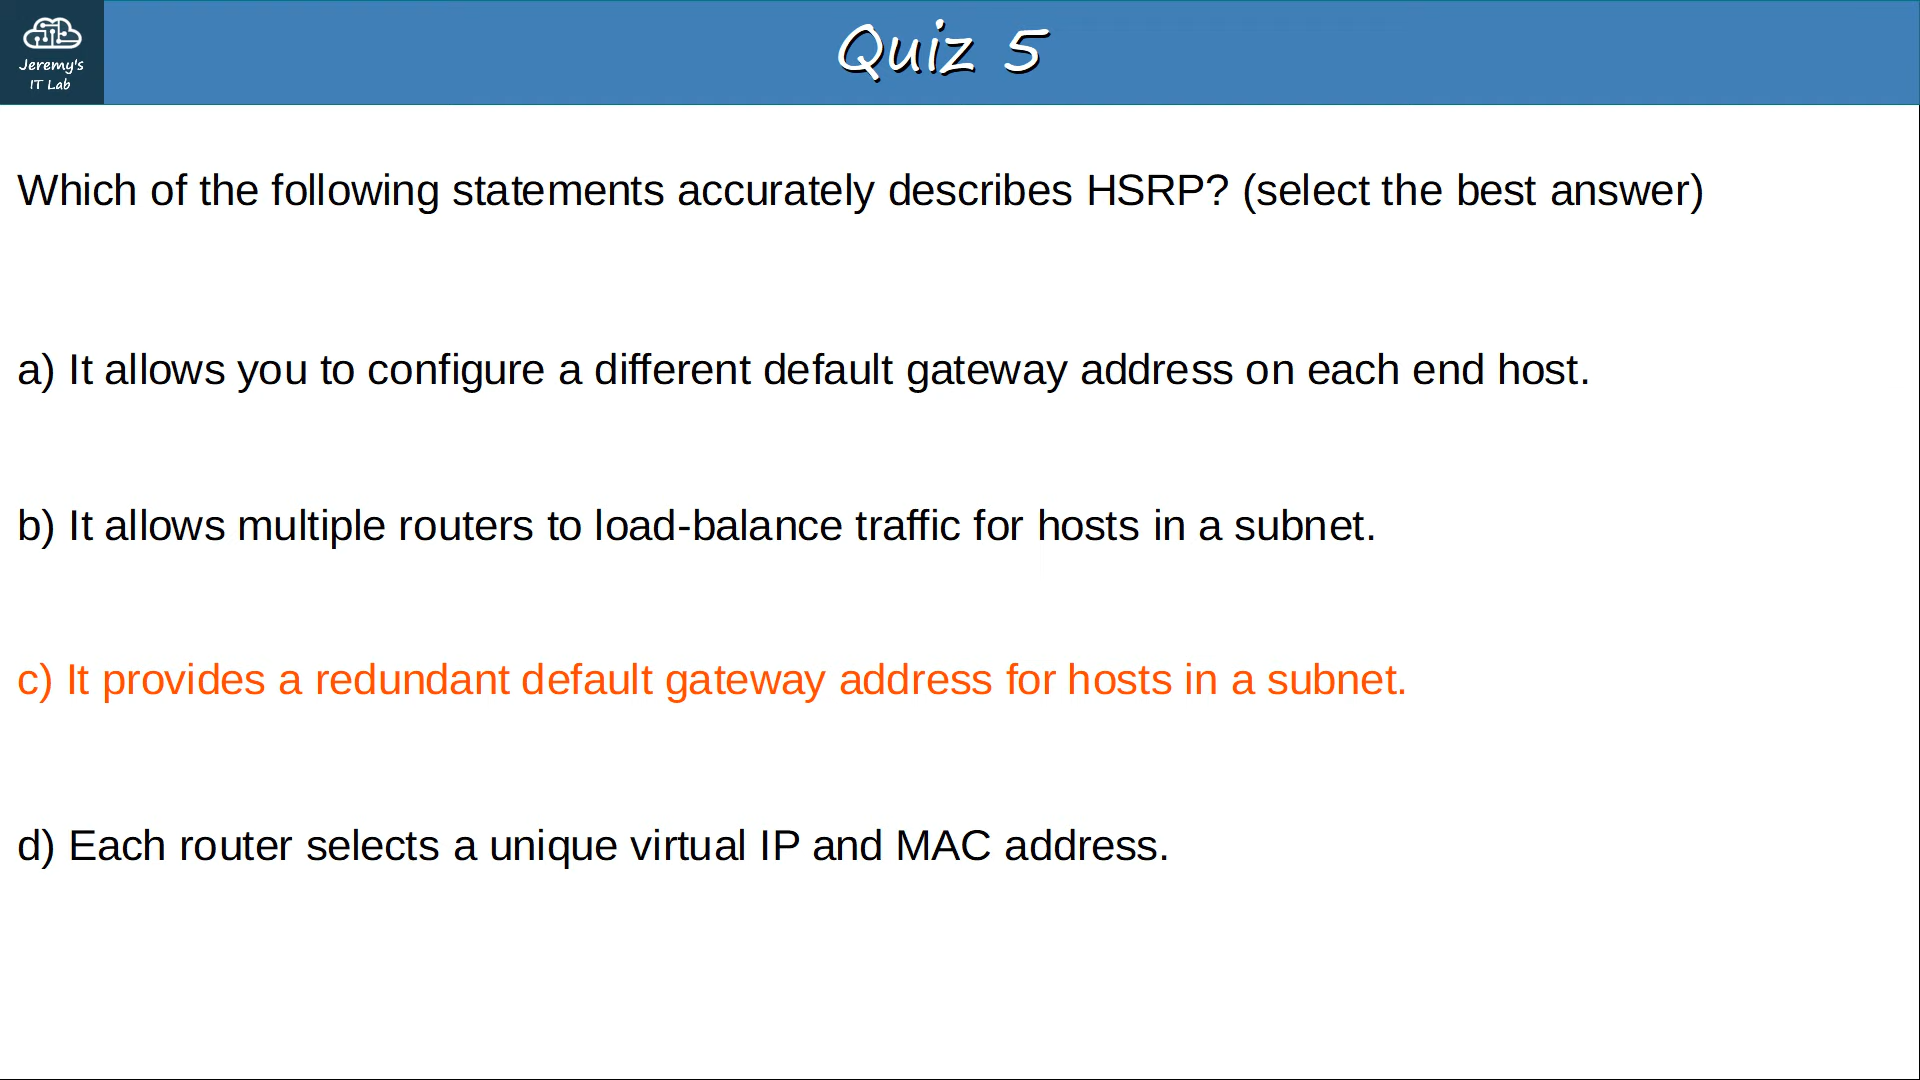 Jeremy's
IT Lab
Quiz 5
Which of the following statements accurately describes HSRP? (select the best answer)
a) It allows you to configure a different default gateway address on each end host.
b) It allows multiple routers to load-balance traffic for hosts in a subnet.
c) It provides a redundant default gateway address for hosts in a subnet.
d) Each router selects a unique virtual IP and MAC address.